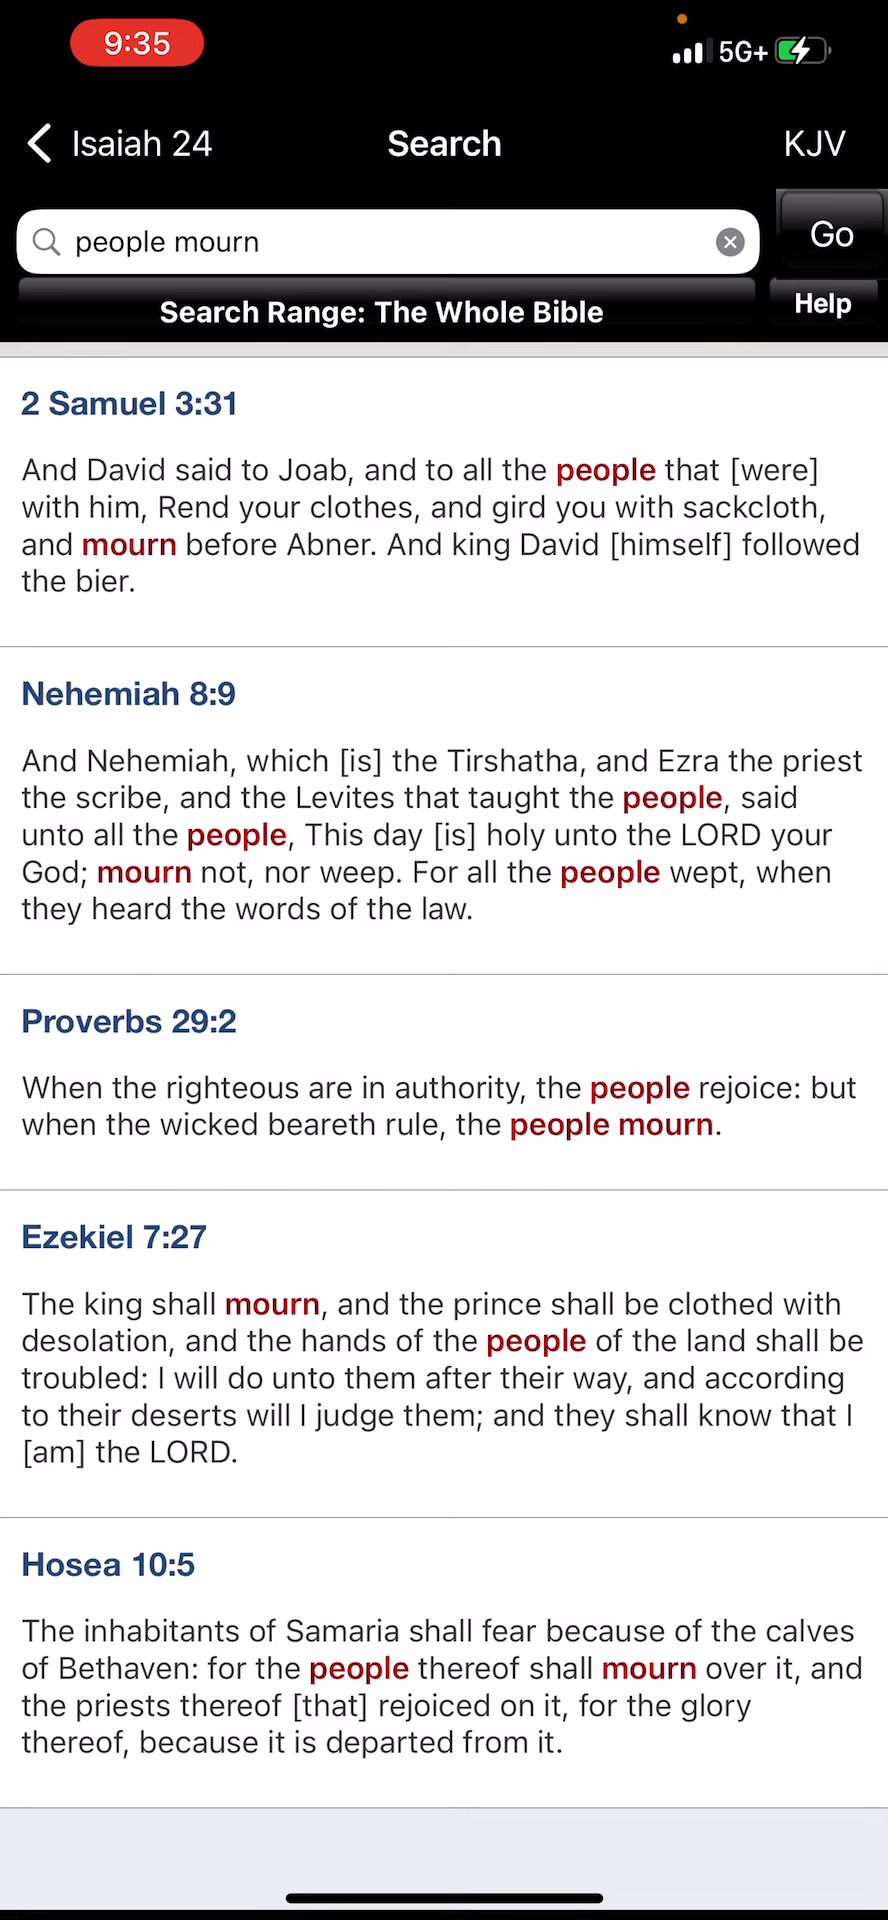 9:35
5G+
Isaiah 24
Search
KJV
people mourn
Go
Search Range: The Whole Bible
Help
2 Samuel 3:31
And David said to Joab, and to all the people that [were]
with him, Rend your clothes, and gird you with sackcloth,
and mourn before Abner. And king David [himself] followed
the bier.
Nehemiah 8:9
And Nehemiah, which [is] the Tirshatha, and Ezra the priest
the scribe, and the Levites that taught the people, said
unto all the people, This day [is] holy unto the LORD your
God; mourn not, nor weep. For all the people wept, when
they heard the words of the law.
Proverbs 29:2
When the righteous are in authority, the people rejoice: but
when the wicked beareth rule, the people mourn.
Ezekiel 7:27
The king shall mourn, and the prince shall be clothed with
desolation, and the hands of the people of the land shall be
troubled: I will do unto them after their way, and according
to their deserts will I judge them; and they shall know that I
[am] the LORD.
Hosea 10:5
The inhabitants of Samaria shall fear because of the calves
of Bethaven: for the people thereof shall mourn over it, and
the priests thereof [that] rejoiced on it, for the glory
thereof, because it is departed from it.